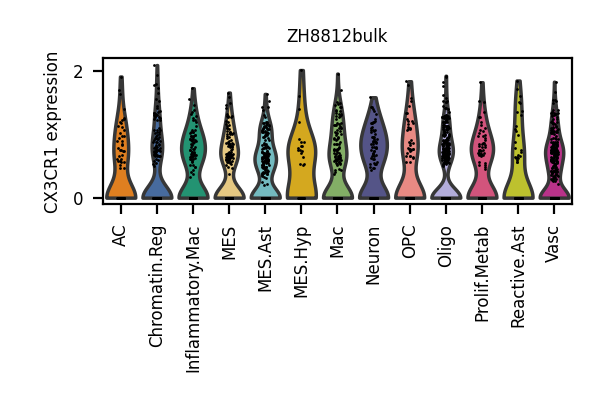 ZH8812bulk
CX3CR1 expression
2
0
AC
Chromatin.Reg
Inflammatory.Mac
MES
MES.Ast
MES.Hyp
Mac
Neuron
OPC
Oligo
Prolif.Metab
Reactive.Ast
Vasc